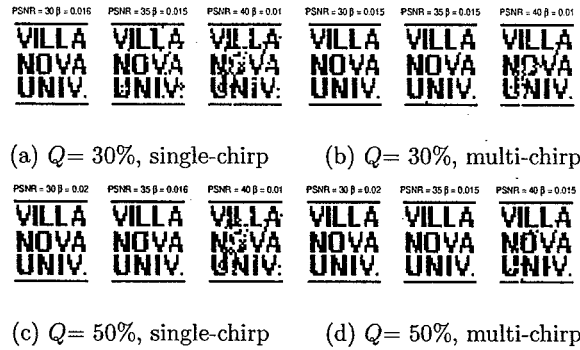 PSNR = 30 β = 0.016 PSNR = 35 β = 0.015 PSNR = 40 β = 0.01 PSNR = 30 β = 0.015 PSNR = 35 β = 0.015 PSNR = 40 β = 0.01
VILLA VILLA VILLA VILLA VILLA VILLA
NOVA NOVA NOVA NOVA NOVA NOVA
UNIV. UNIV. UNIV. UNIV. UNIV. UNIV.
(a) Q= 30%, single-chirp (b) Q= 30%, multi-chirp
PSNR = 30 β = 0.02 PSNR = 35 β = 0.016 PSNR = 40 β = 0.01 PSNR = 30 β = 0.02 PSNR = 35 β = 0.015 PSNR = 40 β = 0.015
VILLA VILLA VILLA VILLA VILLA VILLA
NOVA NOVA NOVA NOVA NOVA NOVA
UNIV. UNIV. UNIV. UNIV. UNIV. UNIV.
(c) Q= 50%, single-chirp (d) Q= 50%, multi-chirp